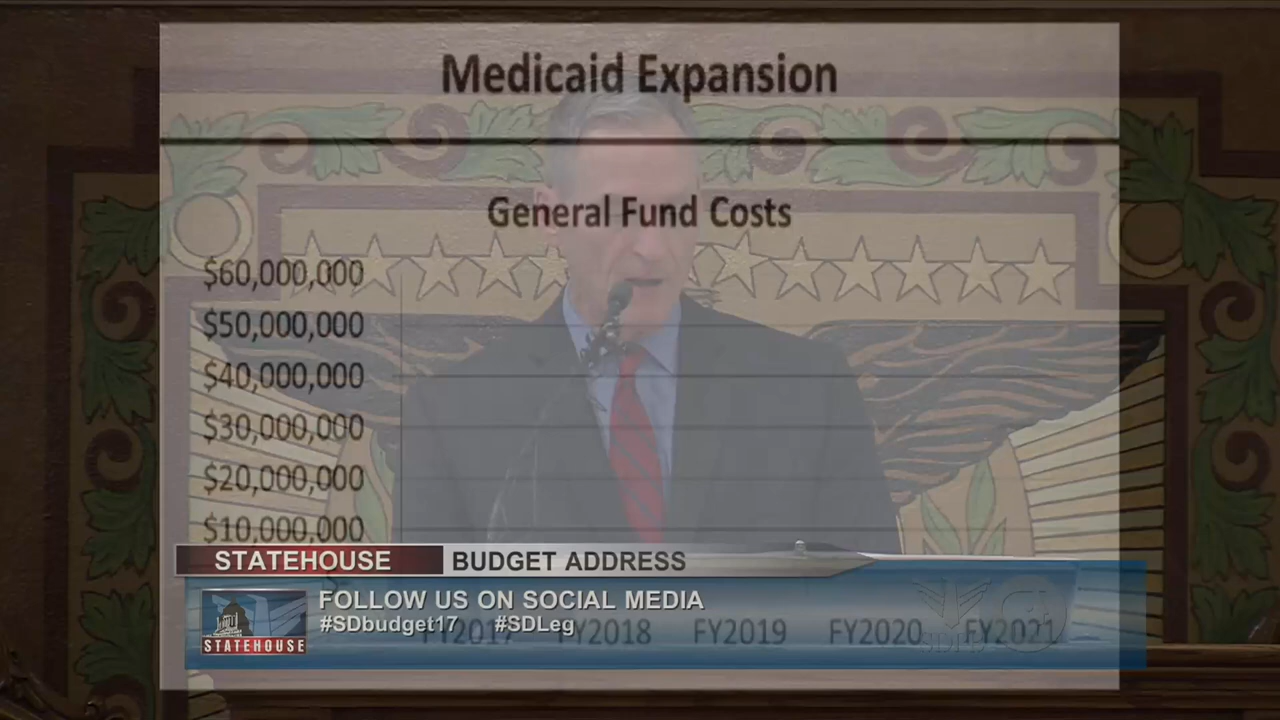 Medicaid Expansion
General Fund Costs
$60,000,000
$50,000,000
$40,000,000
$30,000,000
$20,000,000
$10,000,000
STATEHOUSE BUDGET ADDRESS
FOLLOW US ON SOCIAL MEDIA
#SDbudget17 #SDLeg
STATEHOUSE
FY2017 FY2018 FY2019 FY2020 FY2021
SDPB